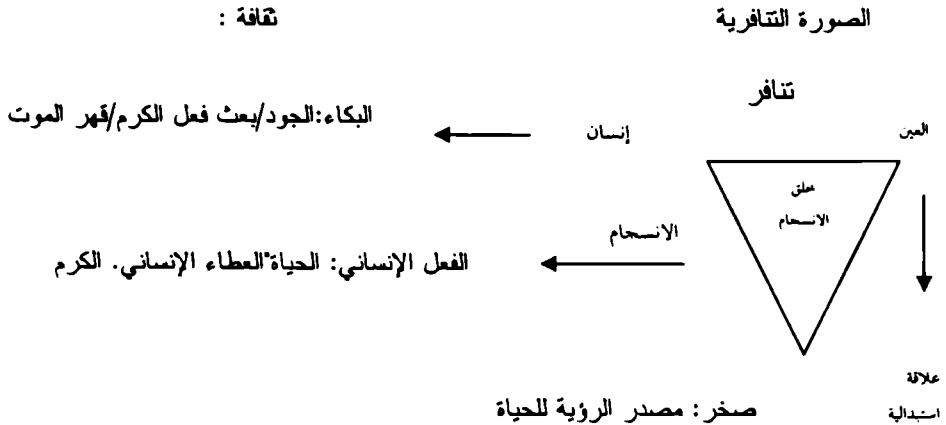 الصورة التنافرية ثقافة :
تنافر
العين إنسان البكاء:الجود/بعث فعل الكرم/قهر الموت
خلق
الانسجام
الانسجام الفعل الإنساني: الحياة"العطاء الإنساني. الكرم
علاقة
استبدالية صخر: مصدر الرؤية للحياة